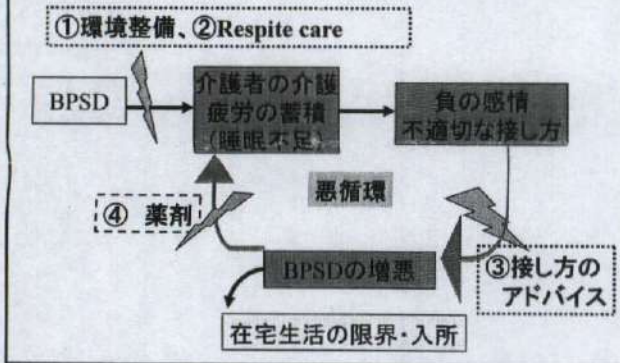 ①環境整備、②Respite care
BPSD
介護者の介護
疲労の蓄積
（睡眠不足）
負の感情
不適切な接し方
悪循環
④ 薬剤
BPSDの増悪
③接し方の
アドバイス
在宅生活の限界・入所